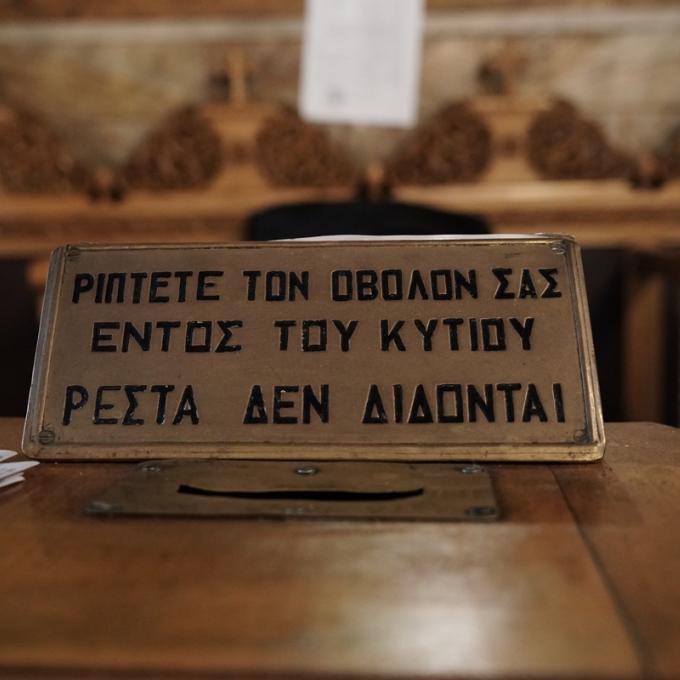 ΡΙΠΤΕΤΕ ΤΟΝ ΟΒΟΛΟΝ ΣΑΣ
ΕΝΤΟΣ ΤΟΥ ΚΥΤΙΟΥ
ΡΕΣΤΑ ΔΕΝ ΔΙΔΟΝΤΑΙ